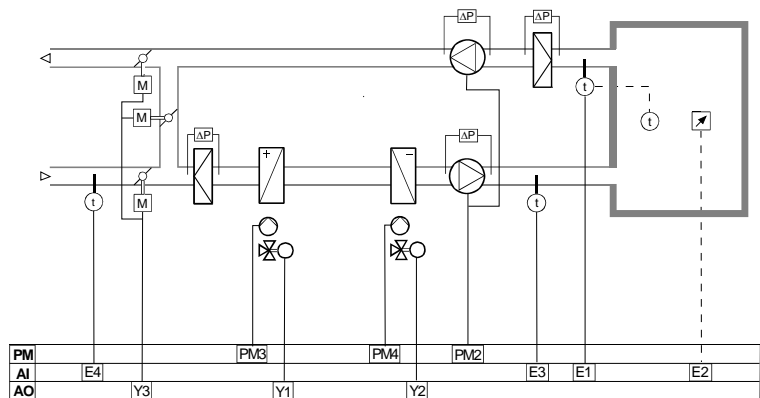 ΔP ΔP
M t
M t
ΔP + - ΔP
M t t
PM PM3 PM4 PM2
AI E4 E3 E1 E2
AO Y3 Y1 Y2